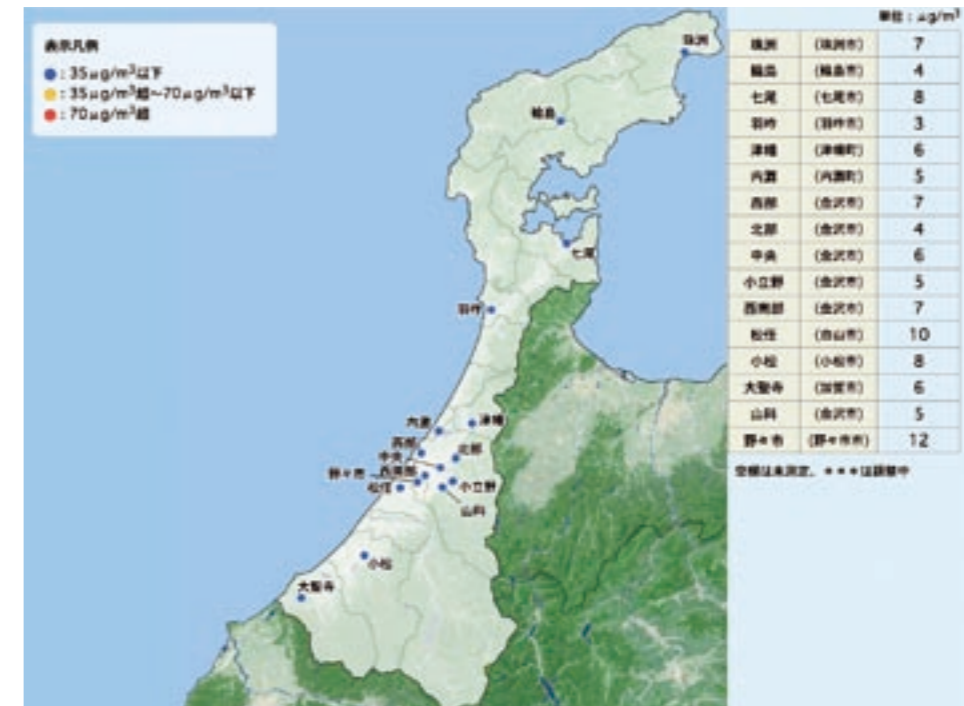 表示凡例
●：35μg/m³以下
●：35μg/m³超～70μg/m³以下
●：70μg/m³超
単位：μg/m³
珠洲 （珠洲市） 7
輪島 （輪島市） 4
七尾 （七尾市） 8
羽咋 （羽咋市） 3
津幡 （津幡町） 6
内灘 （内灘町） 5
西部 （金沢市） 7
北部 （金沢市） 4
中央 （金沢市） 6
小立野 （金沢市） 5
西南部 （金沢市） 7
松任 （白山市） 10
小松 （小松市） 8
大聖寺 （加賀市） 6
山科 （金沢市） 5
野々市 （野々市市） 12
空欄は未測定、＊＊＊は調整中
珠洲
輪島
七尾
羽咋
内灘
津幡
西部
中央
北部
野々市
西南部
松任
小立野
山科
小松
大聖寺